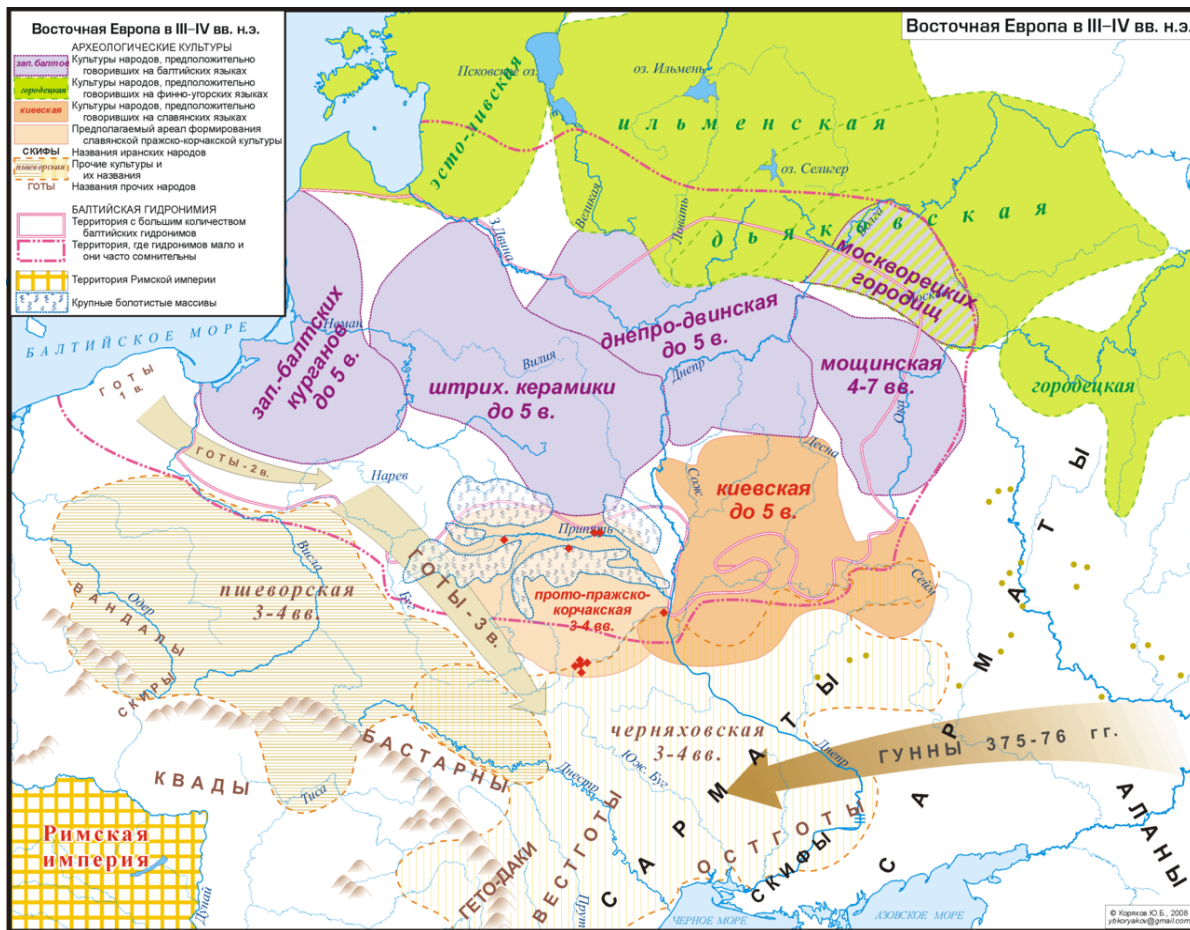 Восточная Европа в III–IV вв. н.э.
АРХЕОЛОГИЧЕСКИЕ КУЛЬТУРЫ
зап.балтов
Культуры народов, предположительно
говоривших на балтийских языках
городецкая
Культуры народов, предположительно
говоривших на финно-угорских языках
киевская
Культуры народов, предположительно
говоривших на славянских языках
Предполагаемый ареал формирования
славянской пражско-корчакской культуры
СКИФЫ
Названия иранских народов
пшеворская
Прочие культуры и
их названия
ГОТЫ
Названия прочих народов
БАЛТИЙСКАЯ ГИДРОНИМИЯ
Территория с большим количеством
балтийских гидронимов
Территория, где гидронимов мало и
они часто сомнительны
Территория Римской империи
Крупные болотистые массивы
Восточная Европа в III–IV вв. н.э.
Псковское оз.
оз. Ильмень
эсто-ливская
ильменская
оз. Селигер
Великая
Ловать
З.Двина
дьяковская
Волга
москворецких
городищ
Москва
БАЛТИЙСКОЕ МОРЕ
Неман
зап.-балтских
курганов
до 5 в.
Вилия
штрих. керамики
до 5 в.
днепро-двинская
до 5 в.
Днепр
мощинская
4-7 вв.
Ока
городецкая
ГОТЫ
1 в.
ГОТЫ-2 в.
Нарев
Десна
Сож
киевская
до 5 в.
Припять
ГОТЫ-3 в.
Висла
пшеворская
3-4 вв.
Одер
ВАНДАЛЫ
Буг
прото-пражско-
корчакская
3-4 вв.
Сейм
САРМАТЫ
СКИРЫ
черняховская
3-4 вв.
Днепр
ГУННЫ 375-76 гг.
БАСТАРНЫ
КВАДЫ
Тиса
Днестр
Юж. Буг
САРМАТЫ
АЛАНЫ
Римская
империя
Дунай
ГЕТО-ДАКИ
ВЕСТГОТЫ
Прут
ОСТГОТЫ
СКИФЫ
ЧЕРНОЕ МОРЕ
АЗОВСКОЕ МОРЕ
© Коряков Ю.Б., 2008
ybkoryakov@gmail.com